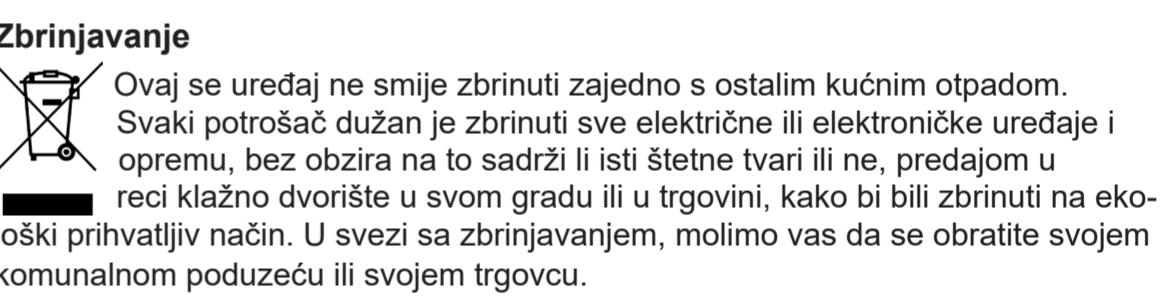 Zbrinjavanje
Ovaj se uređaj ne smije zbrinuti zajedno s ostalim kućnim otpadom.
Svaki potrošač dužan je zbrinuti sve električne ili elektroničke uređaje i
opremu, bez obzira na to sadrži li isti štetne tvari ili ne, predajom u
reci klažno dvorište u svom gradu ili u trgovini, kako bi bili zbrinuti na eko-
loški prihvatljiv način. U svezi sa zbrinjavanjem, molimo vas da se obratite svojem
komunalnom poduzeću ili svojem trgovcu.